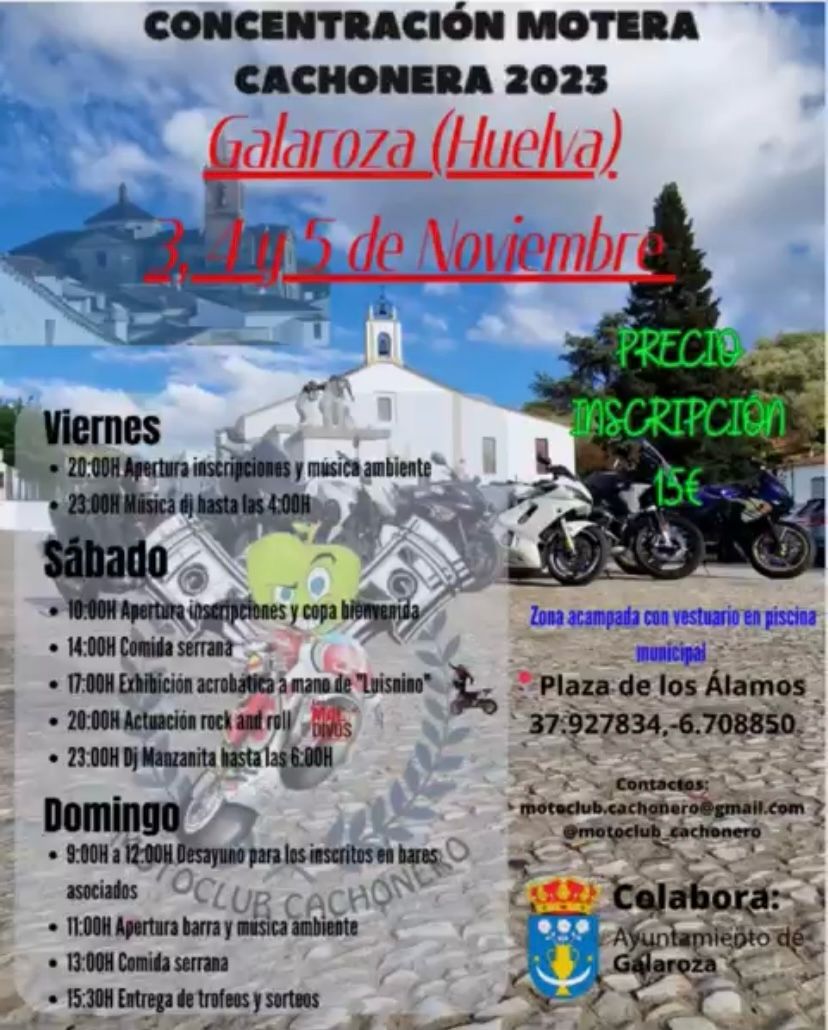 CONCENTRACIÓN MOTERA
CACHONERA 2023
Galaroza (Huelva)
3, 4 y 5 de Noviembre
PRECIO
INSCRIPCIÓN
15€
Viernes
• 20:00H Apertura inscripciones y música ambiente
• 23:00H Música dj hasta las 4:00H
Sábado
• 10:00H Apertura inscripciones y copa bienvenida
• 14:00H Comida serrana
• 17:00H Exhibición acrobatica a mano de "Luisnino"
• 20:00H Actuación rock and roll
MAL
DIVOS
• 23:00H Dj Manzanita hasta las 6:00H
Domingo
• 9:00H a 12:00H Desayuno para los inscritos en bares
asociados
• 11:00H Apertura barra y música ambiente
• 13:00H Comida serrana
• 15:30H Entrega de trofeos y sorteos
MOTOCLUB CACHONERO
Zona acampada con vestuario en piscina
municipal
Plaza de los Álamos
37.927834,-6.708850
Contactos:
motoclub.cachonero@gmail.com
@motoclub_cachonero
Colabora:
Ayuntamiento de
Galaroza